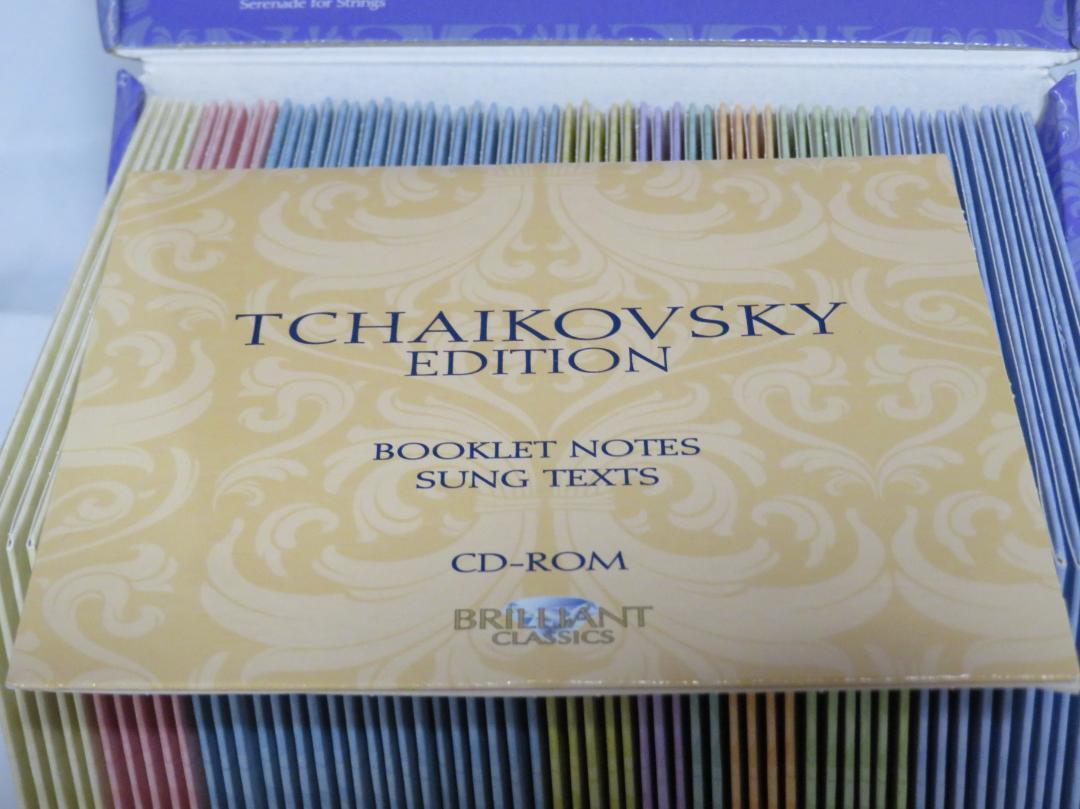 Serenade for Strings
TCHAIKOVSKY
EDITION
BOOKLET NOTES
SUNG TEXTS
CD-ROM
BRILLIANT
CLASSICS